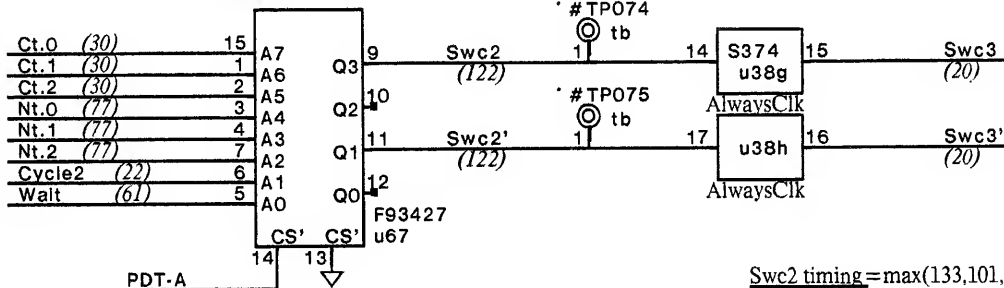 ' #TP074
tb
Ct.0 (30) 15 A7
9 Swc2 1 14 S374 15 Swc3
Ct.1 (30) 1 A6
Q3 (122) u38g (20)
Ct.2 (30) 2 A5
10
AlwaysClk
Nt.0 (77) 3 A4
Q2
' #TP075
tb
Nt.1 (77) 4 A3
11 Swc2' 1 17 u38h 16 Swc3'
Nt.2 (77) 7 A2
Q1 (122) (20)
Cycle2 (22) 6 A1
12
Wait (61) 5 A0
Q0
AlwaysClk
F93427
CS' CS' u67
14 13
PDT-A
Swc2 timing=max(133,101,